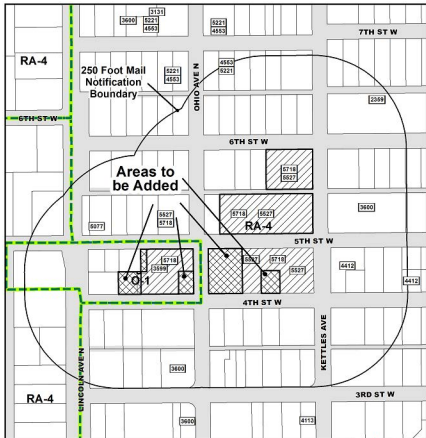 3131
3600
5221
4553
5221
4553
7TH ST W
RA-4
250 Foot Mail
Notification
Boundary
5221
4553
OHIO AVE N
4553
5221
2359
6TH ST W
6TH ST W
Areas to
be Added
5718
5527
5527
5718
5718
5527
RA-4
3600
5077
5TH ST W
5718
3599
O-1
5527
5718
5527
4412
4412
4TH ST W
LINCOLN AVE N
KETTLES AVE
3600
RA-4
3RD ST W
3600
4113